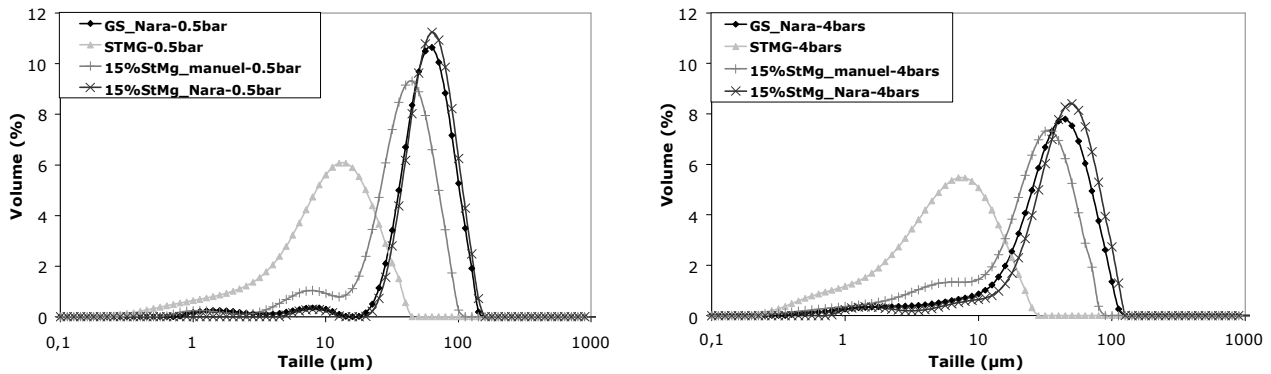 12
10
8
6
4
2
0
Volume (%)
GS_Nara-0.5bar
STMG-0.5bar
15%StMg_manuel-0.5bar
15%StMg_Nara-0.5bar
0,1 1 10 100 1000
Taille (µm)
12
10
8
6
4
2
0
Volume (%)
GS_Nara-4bars
STMG-4bars
15%StMg_manuel-4bars
15%StMg_Nara-4bars
0,1 1 10 100 1000
Taille (µm)